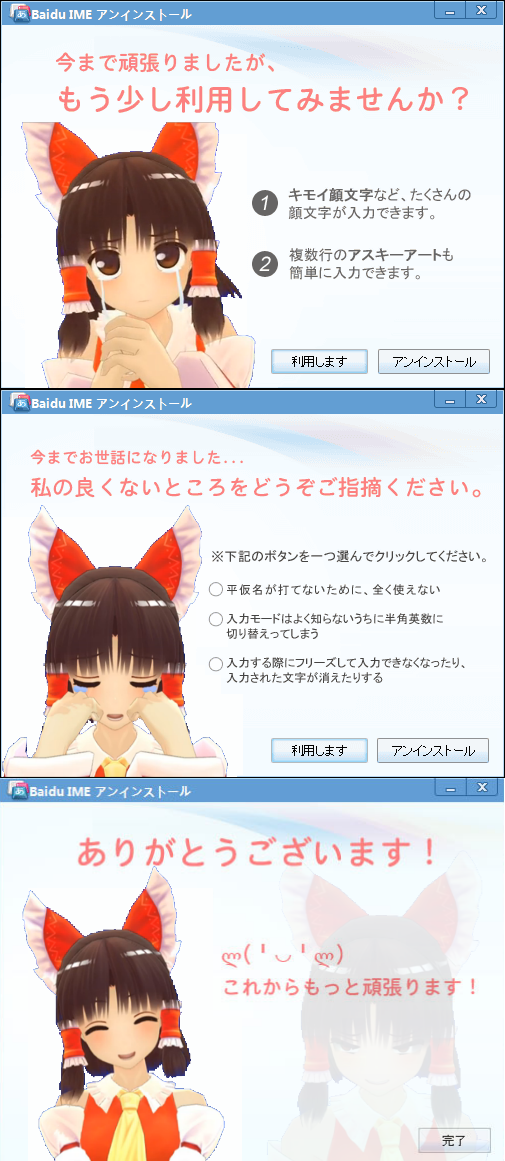 Baidu IME アンインストール
今まで頑張りましたが、
もう少し利用してみませんか？
1 キモイ顔文字など、たくさんの
顔文字が入力できます。
2 複数行のアスキーアートも
簡単に入力できます。
利用します アンインストール
Baidu IME アンインストール
今までお世話になりました...
私の良くないところをどうぞご指摘ください。
※下記のボタンを一つ選んでクリックしてください。
平仮名が打てないために、全く使えない
入力モードはよく知らないうちに半角英数に
切り替えってしまう
入力する際にフリーズして入力できなくなったり、
入力された文字が消えたりする
利用します アンインストール
Baidu IME アンインストール
ありがとうございます！
ლ(╹◡╹ლ)
これからもっと頑張ります！
完了